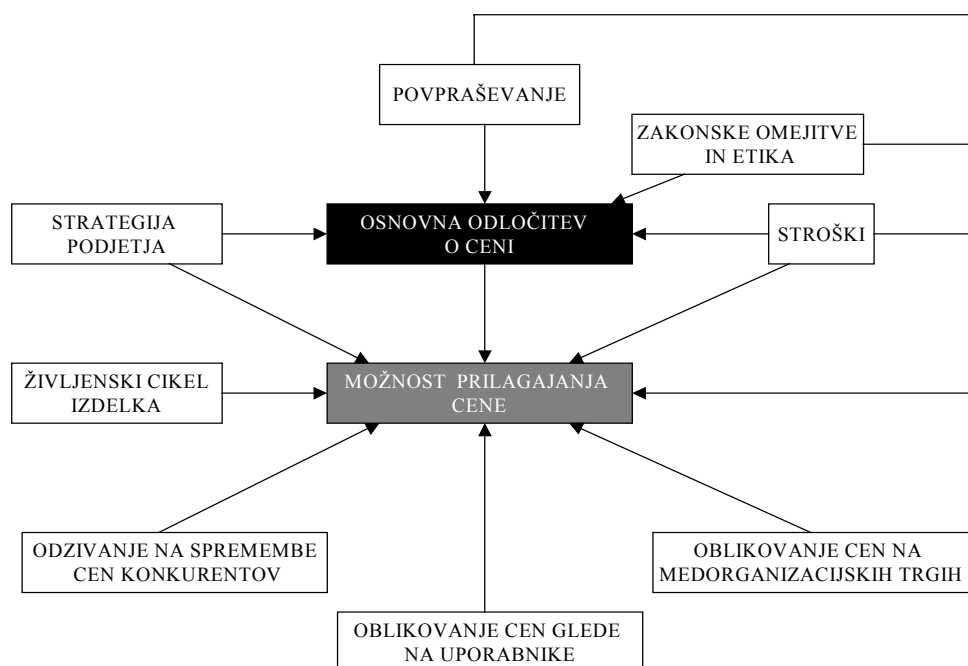 POVPRAŠEVANJE
ZAKONSKE OMEJITVE
IN ETIKA
STRATEGIJA
PODJETJA
OSNOVNA ODLOČITEV
O CENI
STROŠKI
ŽIVLJENSKI CIKEL
IZDELKA
MOŽNOST PRILAGAJANJA
CENE
ODZIVANJE NA SPREMEMBE
CEN KONKURENTOV
OBLIKOVANJE CEN NA
MEDORGANIZACIJSKIH TRGIH
OBLIKOVANJE CEN GLEDE
NA UPORABNIKE